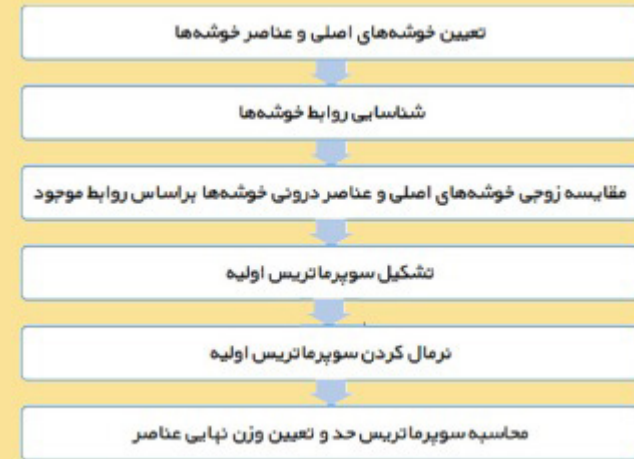 تعیین خوشه‌های اصلی و عناصر خوشه‌ها
شناسایی روابط خوشه‌ها
مقایسه زوجی خوشه‌های اصلی و عناصر درونی خوشه‌ها براساس روابط موجود
تشکیل سوپرماتریس اولیه
نرمال کردن سوپرماتریس اولیه
محاسبه سوپرماتریس حد و تعیین وزن نهایی عناصر